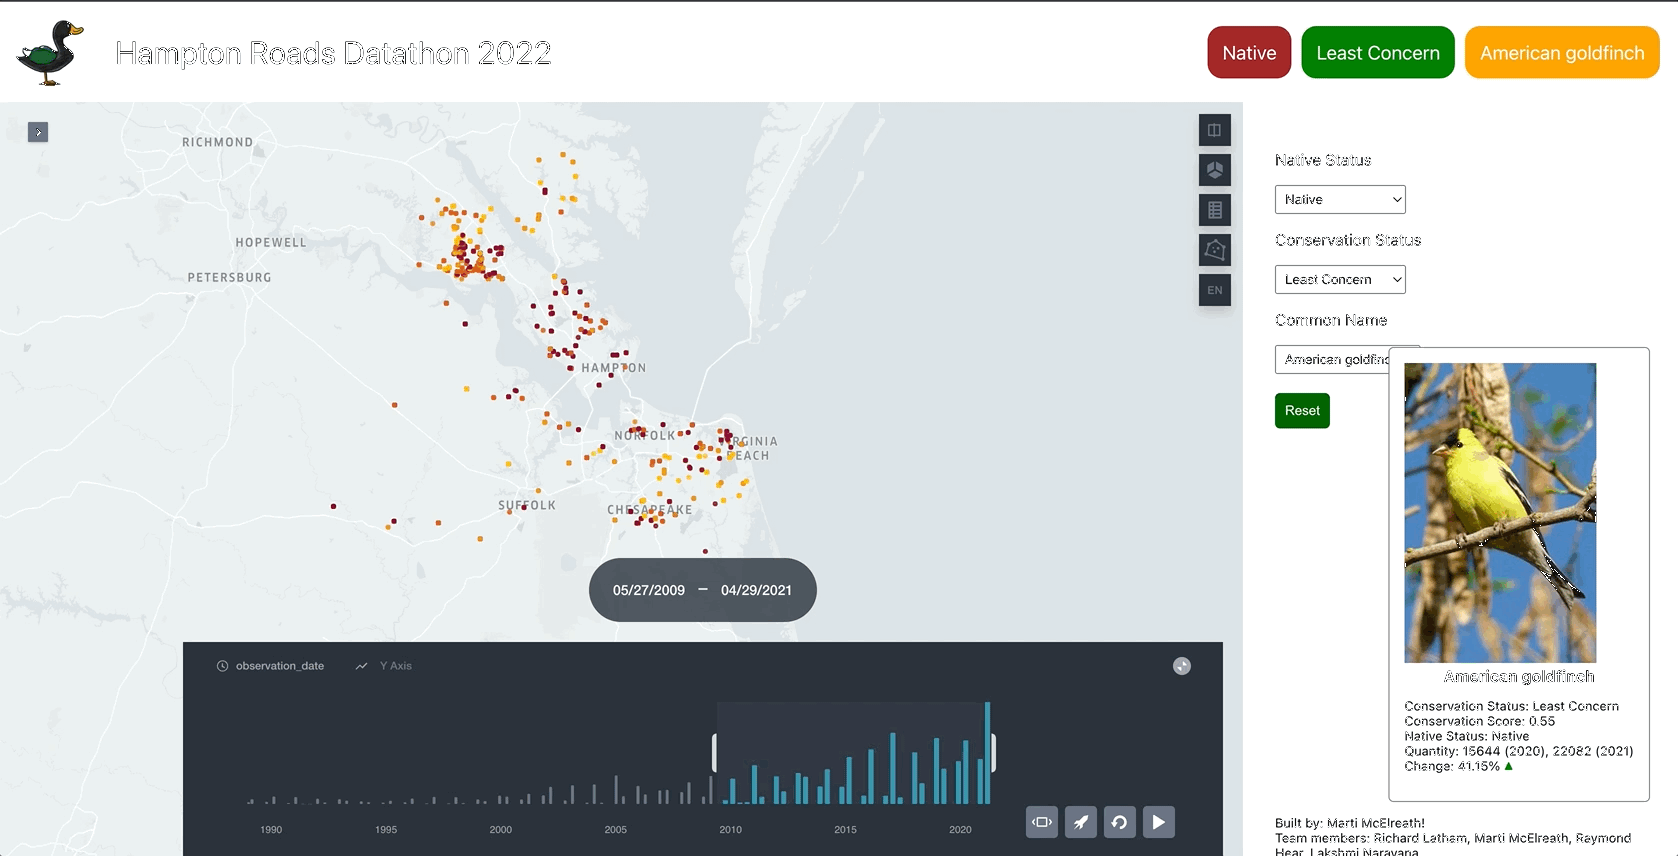 Hampton Roads Datathon 2022
Native
Least Concern
American goldfinch
RICHMOND
HOPEWELL
PETERSBURG
HAMPTON
NORFOLK
VIRGINIA
BEACH
SUFFOLK
CHESAPEAKE
EN
05/27/2009 – 04/29/2021
observation_date
Y Axis
1990
1995
2000
2005
2010
2015
2020
Native Status
Native
Conservation Status
Least Concern
Common Name
American goldfinc
Reset
American goldfinch
Conservation Status: Least Concern
Conservation Score: 0.55
Native Status: Native
Quantity: 15644 (2020), 22082 (2021)
Change: 41.15% ▲
Built by: Marti McElreath!
Team members: Richard Latham, Marti McElreath, Raymond
Hear, Lakshmi Narayana